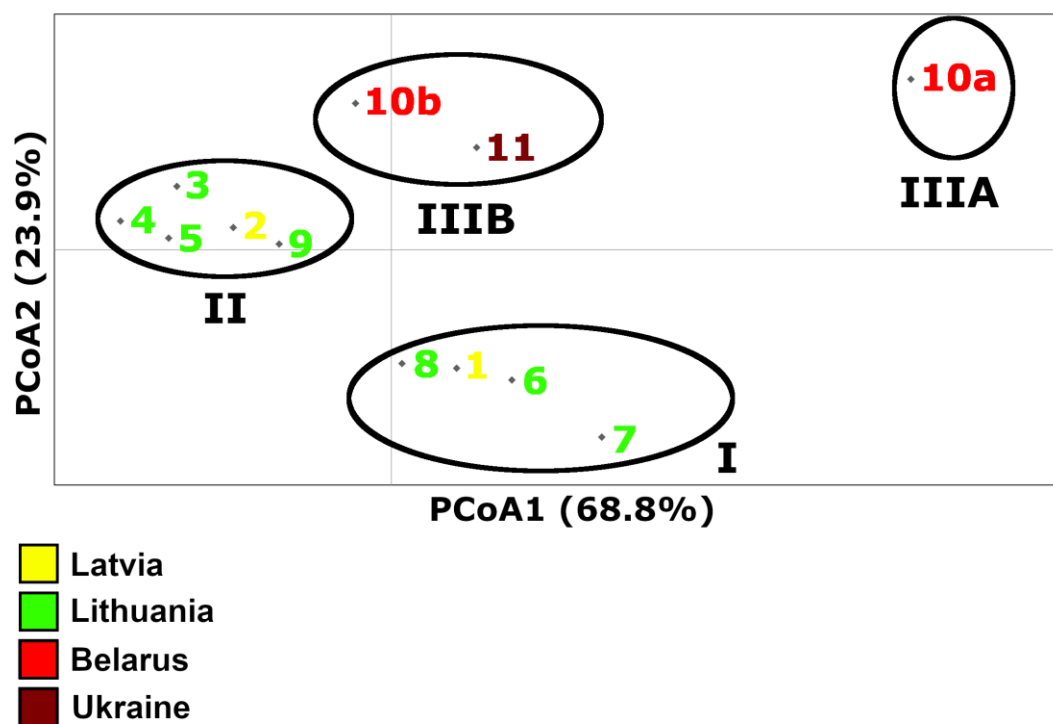 10a
10b
11
IIIA
IIIB
3
4
5
2
9
II
8
1
6
7
I
PCoA2 (23.9%)
PCoA1 (68.8%)
Latvia
Lithuania
Belarus
Ukraine